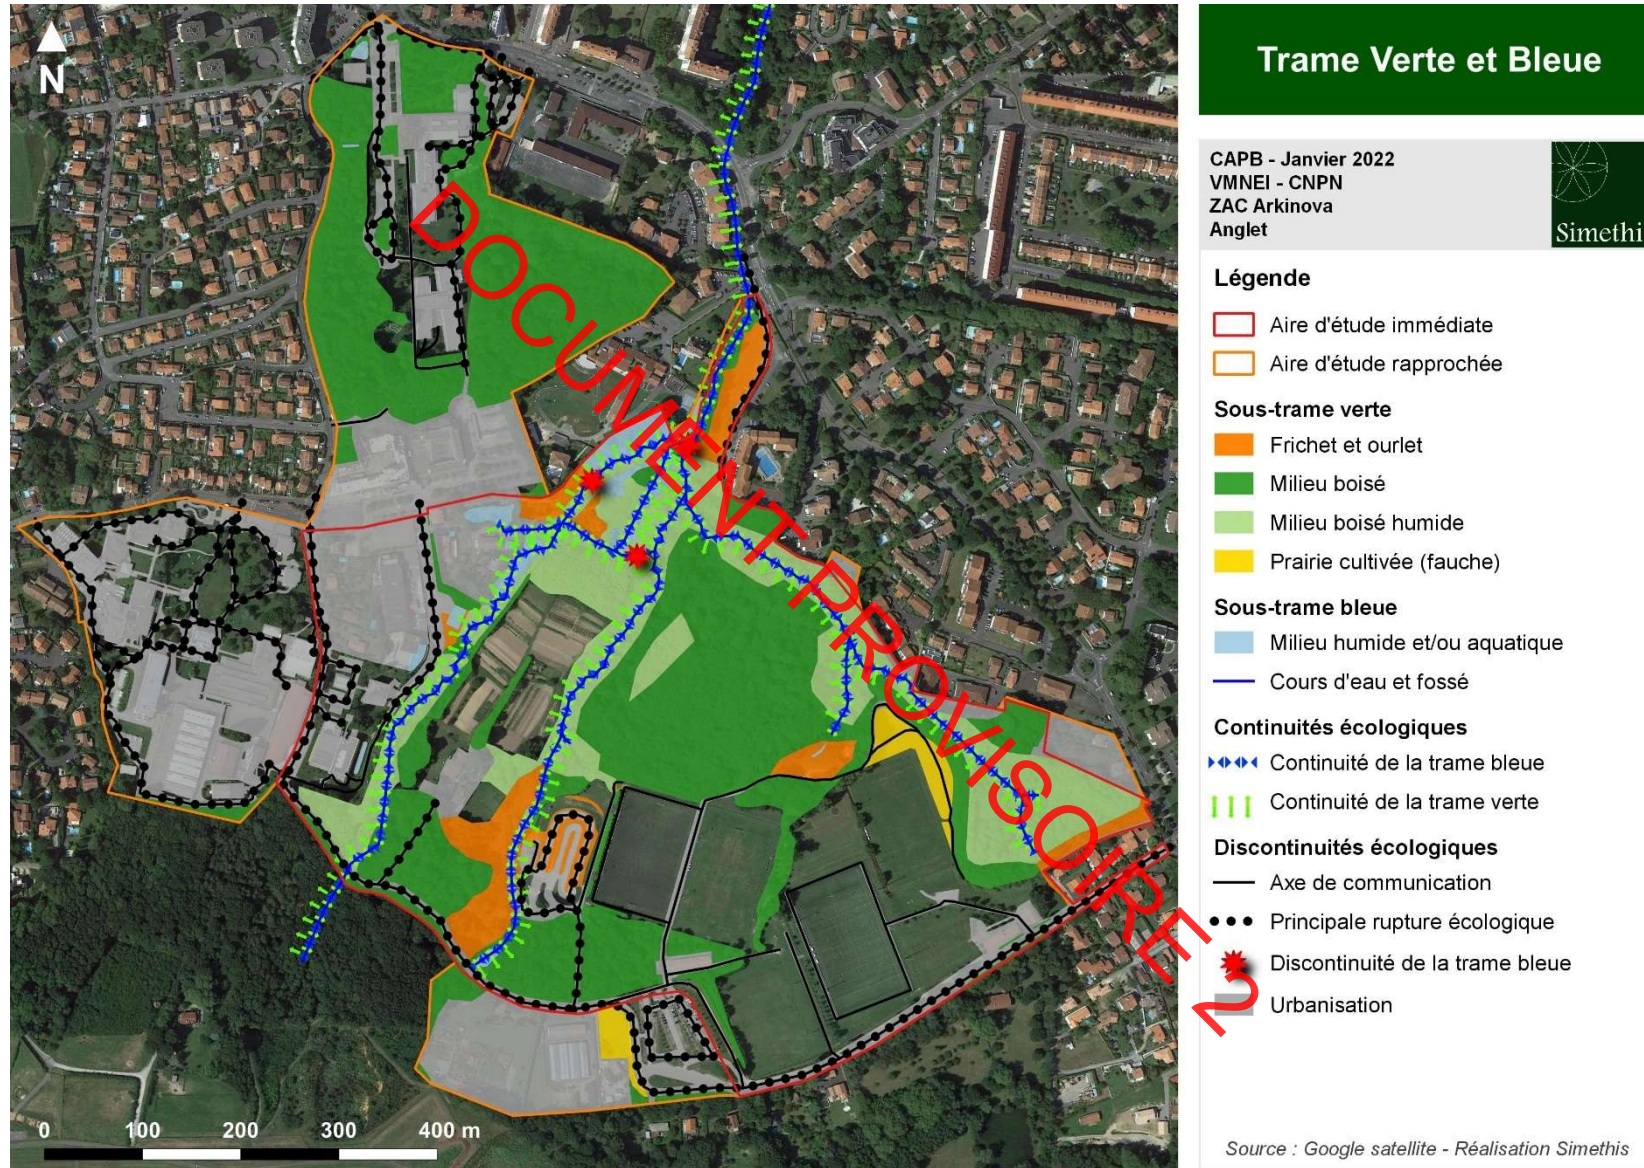 Trame Verte et Bleue
CAPB - Janvier 2022
VMNEI - CNPN
ZAC Arkinova
Anglet
Simethi
Légende
Aire d'étude immédiate
Aire d'étude rapprochée
Sous-trame verte
Frichet et ourlet
Milieu boisé
Milieu boisé humide
Prairie cultivée (fauche)
Sous-trame bleue
Milieu humide et/ou aquatique
Cours d'eau et fossé
Continuités écologiques
Continuité de la trame bleue
Continuité de la trame verte
Discontinuités écologiques
Axe de communication
Principale rupture écologique
Discontinuité de la trame bleue
Urbanisation
Source : Google satellite - Réalisation Simethis
N
0 100 200 300 400 m
DOCUMENT PROVISOIRE 2